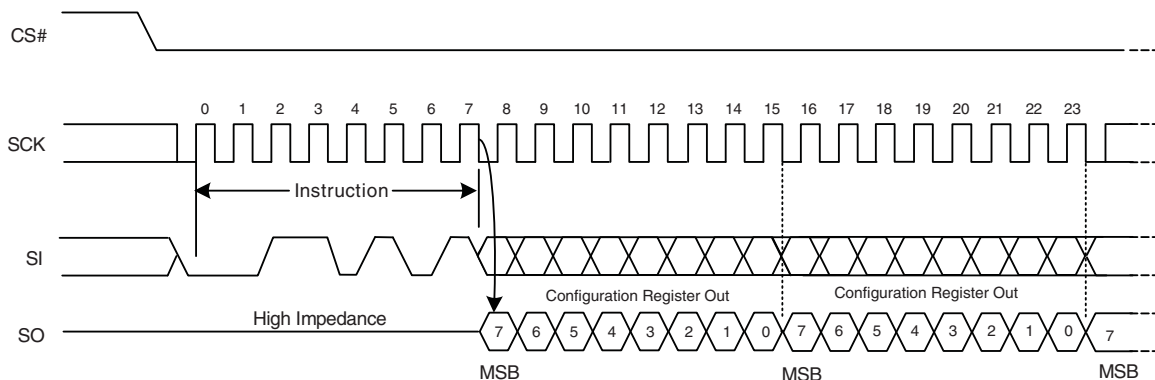 CS#
0 1 2 3 4 5 6 7 8 9 10 11 12 13 14 15 16 17 18 19 20 21 22 23
SCK
Instruction
SI
Configuration Register Out Configuration Register Out
High Impedance
SO 7 6 5 4 3 2 1 0 7 6 5 4 3 2 1 0 7
MSB MSB MSB